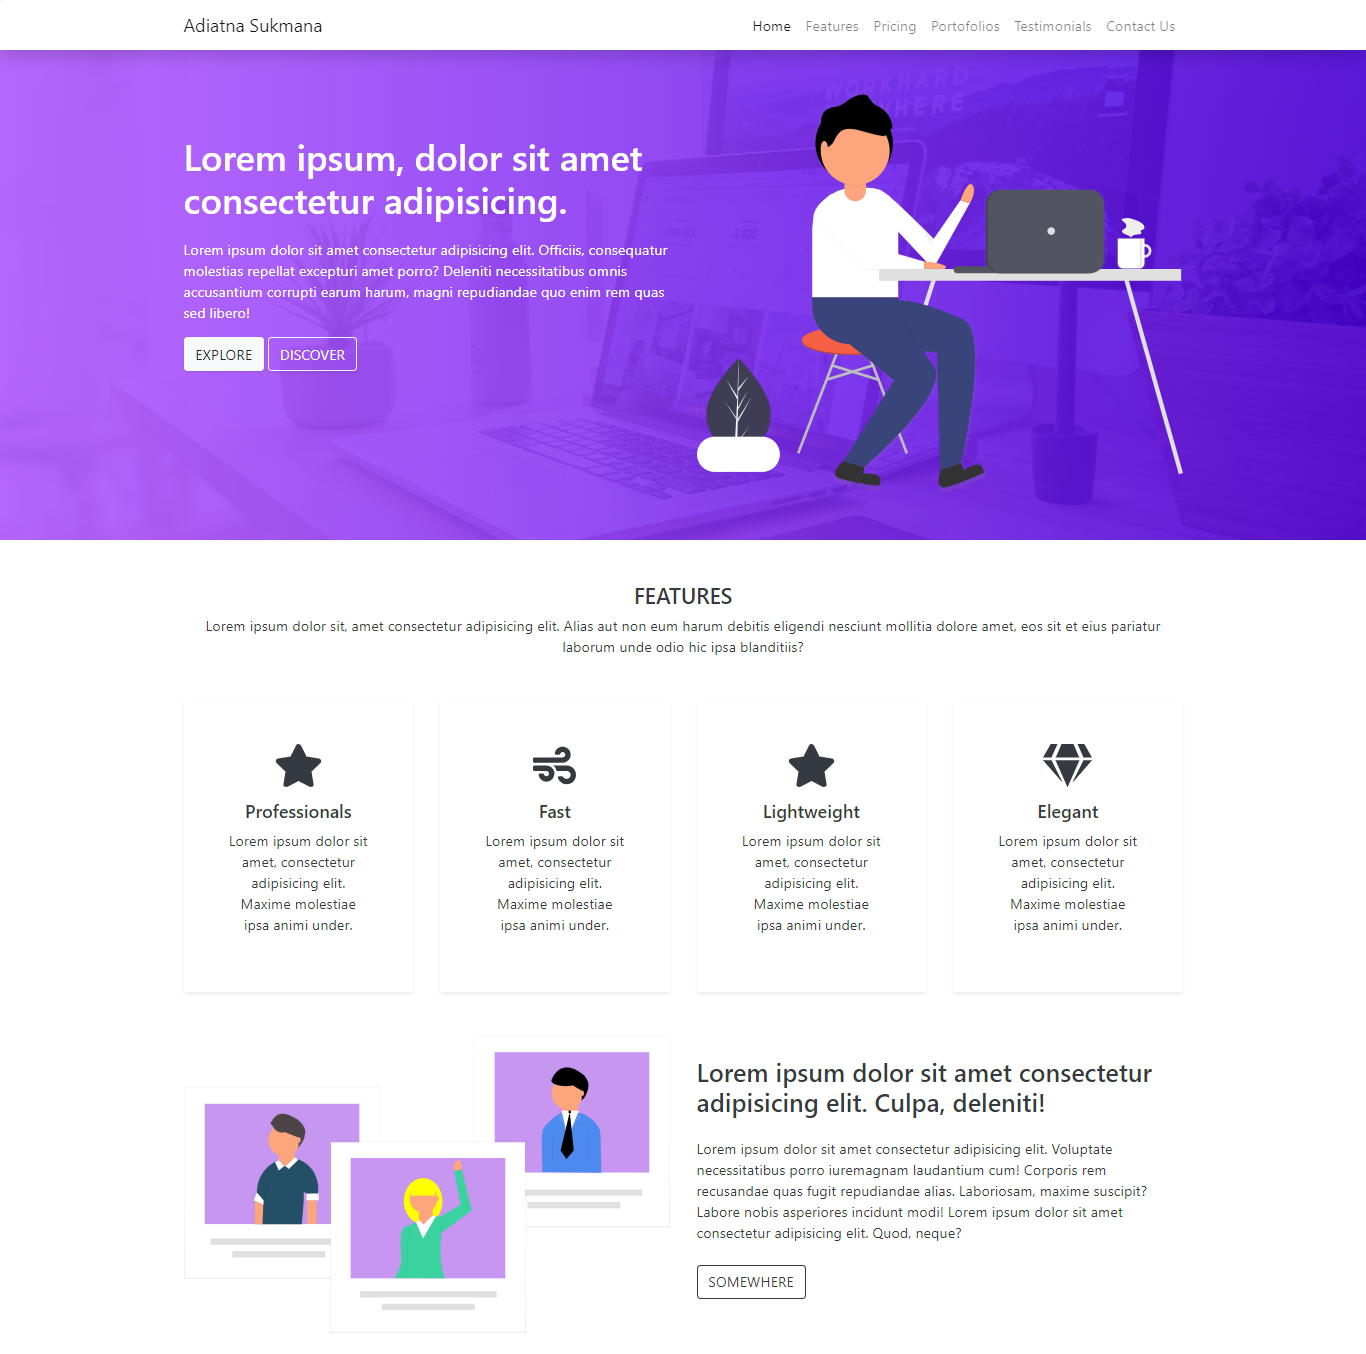 Adiatna Sukmana
Home Features Pricing Portofolios Testimonials Contact Us
WORKHARD
Lorem ipsum, dolor sit amet
consectetur adipisicing.
Lorem ipsum dolor sit amet consectetur adipisicing elit. Officiis, consequatur
molestias repellat excepturi amet porro? Deleniti necessitatibus omnis
accusantium corrupti earum harum, magni repudiandae quo enim rem quas
sed libero!
EXPLORE DISCOVER
FEATURES
Lorem ipsum dolor sit, amet consectetur adipisicing elit. Alias aut non eum harum debitis eligendi nesciunt mollitia dolore amet, eos sit et eius pariatur
laborum unde odio hic ipsa blanditiis?
Professionals
Lorem ipsum dolor sit
amet, consectetur
adipisicing elit.
Maxime molestiae
ipsa animi under.
Fast
Lorem ipsum dolor sit
amet, consectetur
adipisicing elit.
Maxime molestiae
ipsa animi under.
Lightweight
Lorem ipsum dolor sit
amet, consectetur
adipisicing elit.
Maxime molestiae
ipsa animi under.
Elegant
Lorem ipsum dolor sit
amet, consectetur
adipisicing elit.
Maxime molestiae
ipsa animi under.
Lorem ipsum dolor sit amet consectetur
adipisicing elit. Culpa, deleniti!
Lorem ipsum dolor sit amet consectetur adipisicing elit. Voluptate
necessitatibus porro iuremagnam laudantium cum! Corporis rem
recusandae quas fugit repudiandae alias. Laboriosam, maxime suscipit?
Labore nobis asperiores incidunt modi! Lorem ipsum dolor sit amet
consectetur adipisicing elit. Quod, neque?
SOMEWHERE